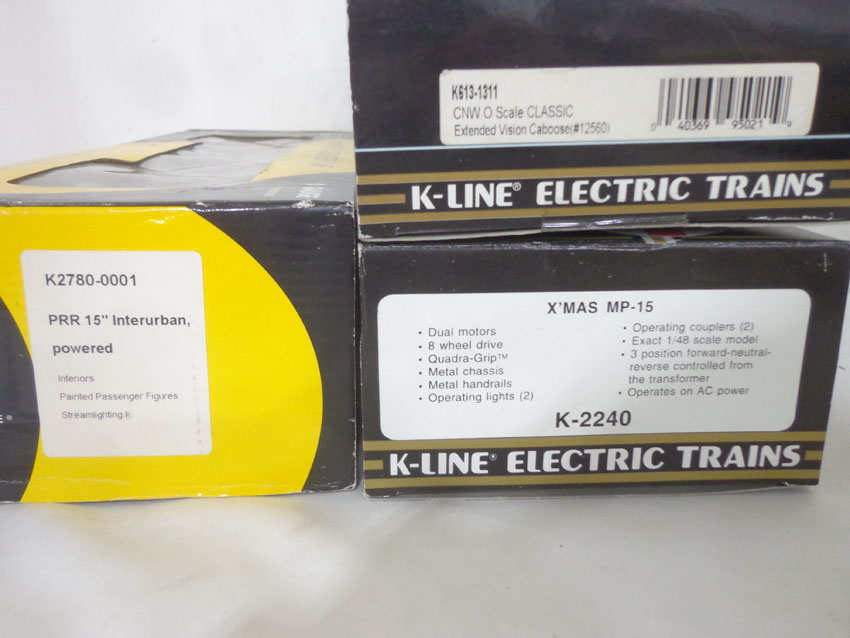 K613-1311
CNW O Scale CLASSIC
Extended Vision Caboose(#12560)
0 40369 95021 9
K-LINE® ELECTRIC TRAINS
K2780-0001
PRR 15" Interurban,
powered
Interiors
Painted Passenger Figures
Streamlighting®
X'MAS MP-15
• Dual motors
• 8 wheel drive
• Quadra-Grip™
• Metal chassis
• Metal handrails
• Operating lights (2)
• Operating couplers (2)
• Exact 1/48 scale model
• 3 position forward-neutral-
reverse controlled from
the transformer
• Operates on AC power
K-2240
K-LINE® ELECTRIC TRAINS